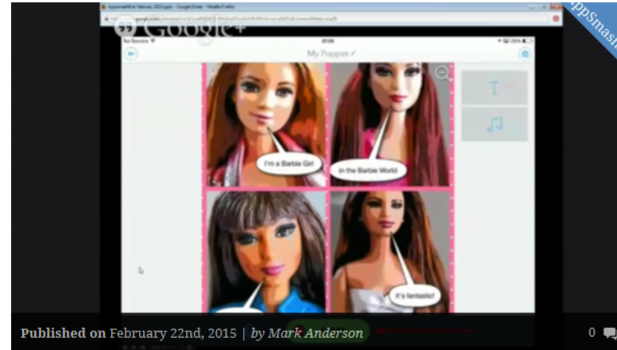 AppSmash
Google+
My Puppet
T
I'm a Barbie Girl
in the Barbie World
It's fantastic!
Published on February 22nd, 2015 | by Mark Anderson
0